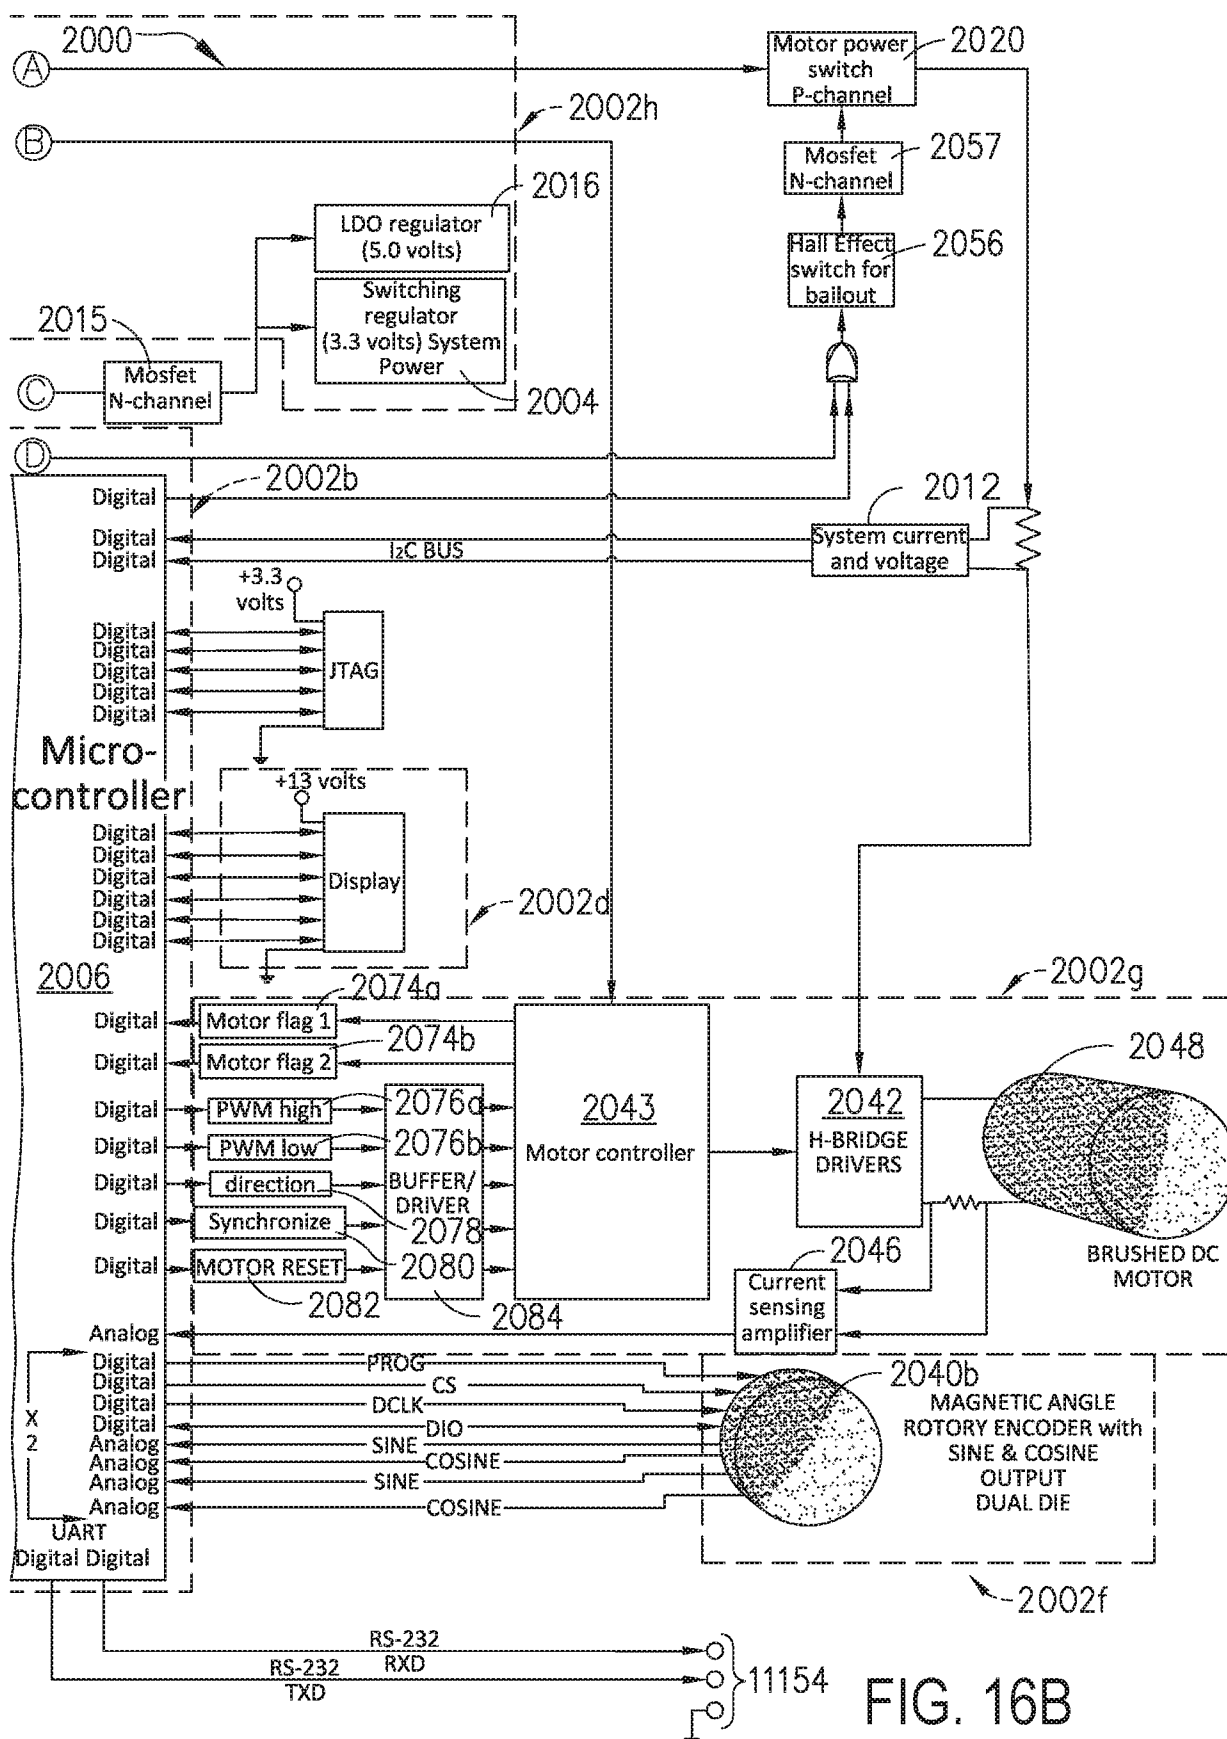 2000
A
Motor power
switch
P-channel
2020
2002h
B
Mosfet
N-channel
2057
2016
LDO regulator
(5.0 volts)
Hall Effect
switch for
bailout
2056
Switching
regulator
(3.3 volts) System
Power
2015
Mosfet
N-channel
C
2004
D
2002b
Digital
2012
Digital
Digital
I2C BUS
System current
and voltage
+3.3
volts
Digital
Digital
Digital
Digital
Digital
JTAG
Micro-
controller
+13 volts
Digital
Digital
Digital
Digital
Digital
Digital
Display
2002d
2006
2074a
2002g
Digital
Motor flag 1
2074b
Digital
Motor flag 2
2048
Digital
PWM high
2076a
2043
Motor controller
2042
H-BRIDGE
DRIVERS
Digital
PWM low
2076b
Digital
direction
BUFFER/
DRIVER
Digital
Synchronize
2078
2046
BRUSHED DC
MOTOR
Digital
MOTOR RESET
2080
2082
2084
Current
sensing
amplifier
Analog
Digital
PROG
2040b
Digital
CS
MAGNETIC ANGLE
ROTORY ENCODER with
SINE & COSINE
OUTPUT
DUAL DIE
Digital
DCLK
X
2
Digital
DIO
Analog
SINE
Analog
COSINE
Analog
SINE
Analog
COSINE
UART
Digital Digital
2002f
RS-232
RXD
RS-232
TXD
11154
FIG. 16B